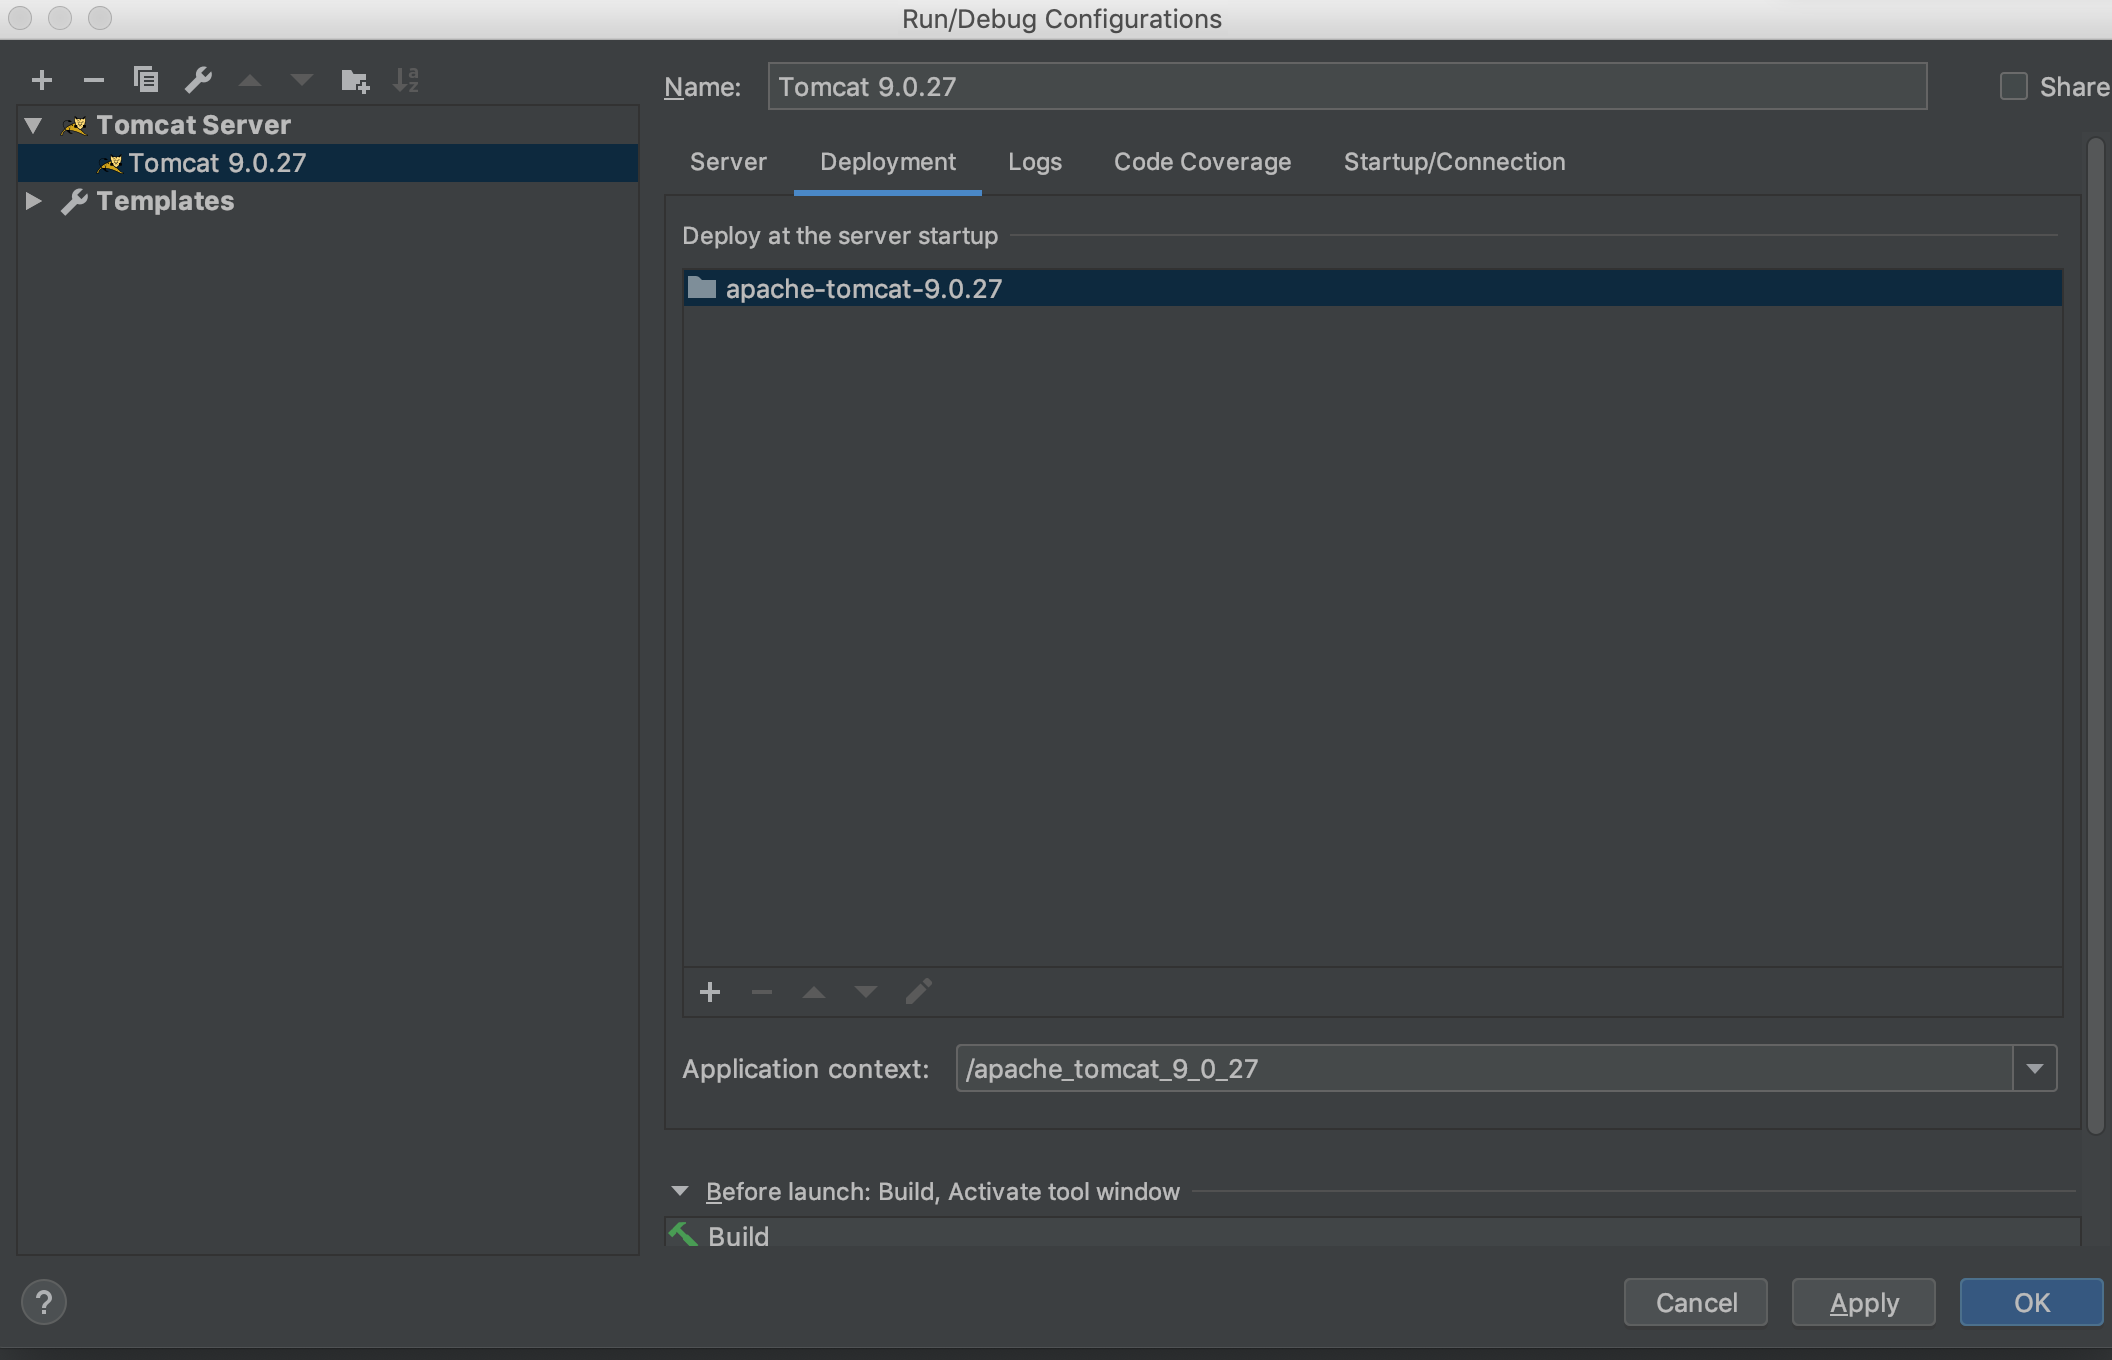 Run/Debug Configurations
Name: Tomcat 9.0.27
Share
Tomcat Server
Tomcat 9.0.27
Templates
Server Deployment Logs Code Coverage Startup/Connection
Deploy at the server startup
apache-tomcat-9.0.27
Application context: /apache_tomcat_9_0_27
Before launch: Build, Activate tool window
Build
? Cancel Apply OK